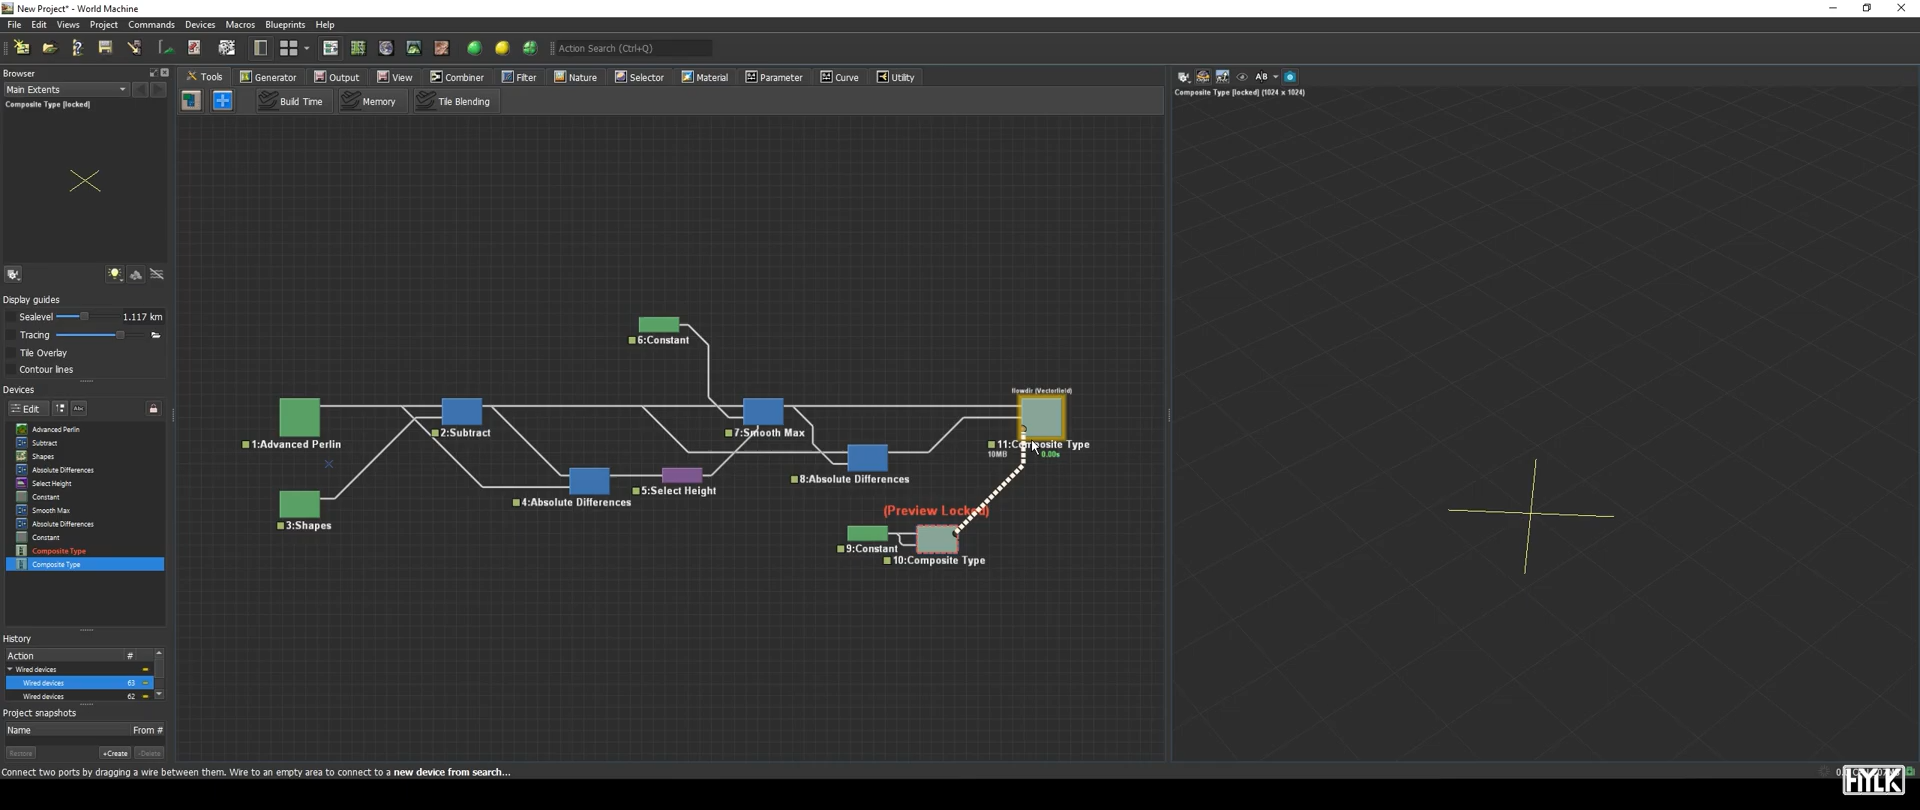 New Project* - World Machine
File Edit Views Project Commands Devices Macros Blueprints Help
Action Search (Ctrl+Q)
Browser
Main Extents
Composite Type [locked]
Tools Generator Output View Combiner Filter Nature Selector Material Parameter Curve Utility
Build Time Memory Tile Blending
AB
Composite Type [locked] (1024 x 1024)
Display guides
Sealevel 1.117 km
Tracing
Tile Overlay
Contour lines
Devices
Edit Abc
Advanced Perlin
Subtract
Shapes
Absolute Differences
Select Height
Constant
Smooth Max
Absolute Differences
Constant
Composite Type
Composite Type
History
Action #
Wired devices
Wired devices 63
Wired devices 62
Project snapshots
Name From #
Restore +Create -Delete
6:Constant
flowdir (Vectorfield)
1:Advanced Perlin
2:Subtract
7:Smooth Max
11:Composite Type
10MB 0.00s
8:Absolute Differences
5:Select Height
4:Absolute Differences
3:Shapes
(Preview Locked)
9:Constant
10:Composite Type
Connect two ports by dragging a wire between them. Wire to an empty area to connect to a new device from search...
HYLK